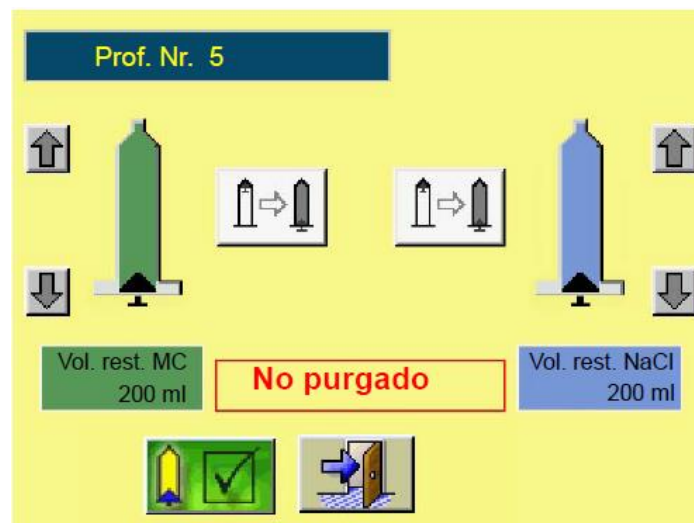 Prof. Nr. 5
Vol. rest. MC
200 ml
No purgado
Vol. rest. NaCl
200 ml